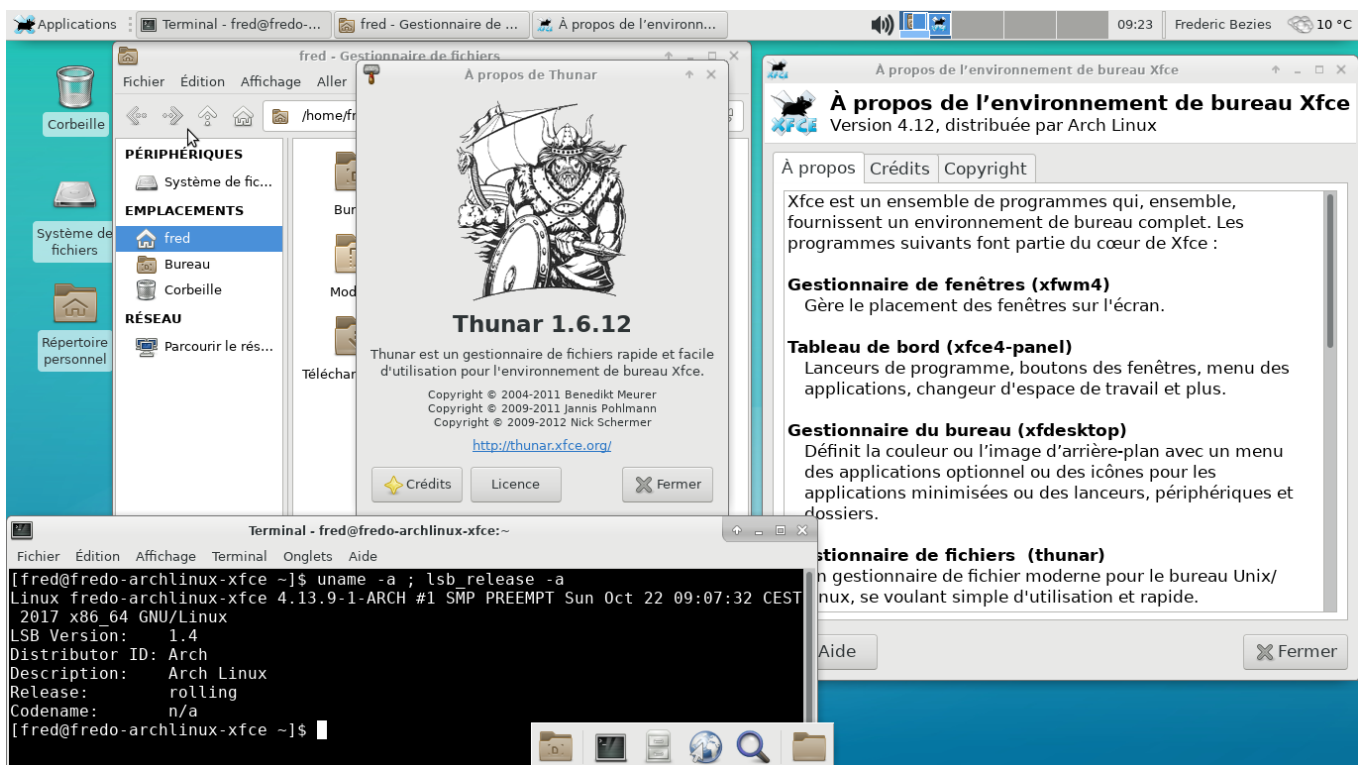 Applications
Terminal - fred@fredo-...
fred - Gestionnaire de ...
À propos de l'environn...
09:23
Frederic Bezies
10 °C
Corbeille
Système de
fichiers
Répertoire
personnel
fred - Gestionnaire de fichiers
Fichier Édition Affichage Aller
/home/fr
PÉRIPHÉRIQUES
Système de fic...
EMPLACEMENTS
fred
Bureau
Corbeille
RÉSEAU
Parcourir le rés...
Bur
Mod
Téléchar
À propos de Thunar
Thunar 1.6.12
Thunar est un gestionnaire de fichiers rapide et facile
d'utilisation pour l'environnement de bureau Xfce.
Copyright © 2004-2011 Benedikt Meurer
Copyright © 2009-2011 Jannis Pohlmann
Copyright © 2009-2012 Nick Schermer
http://thunar.xfce.org/
Crédits
Licence
Fermer
À propos de l'environnement de bureau Xfce
XFCE
À propos de l’environnement de bureau Xfce
Version 4.12, distribuée par Arch Linux
À propos Crédits Copyright
Xfce est un ensemble de programmes qui, ensemble,
fournissent un environnement de bureau complet. Les
programmes suivants font partie du cœur de Xfce :
Gestionnaire de fenêtres (xfwm4)
Gère le placement des fenêtres sur l'écran.
Tableau de bord (xfce4-panel)
Lanceurs de programme, boutons des fenêtres, menu des
applications, changeur d'espace de travail et plus.
Gestionnaire du bureau (xfdesktop)
Définit la couleur ou l’image d’arrière-plan avec un menu
des applications optionnel ou des icônes pour les
applications minimisées ou des lanceurs, périphériques et
dossiers.
stionnaire de fichiers (thunar)
n gestionnaire de fichier moderne pour le bureau Unix/
nux, se voulant simple d'utilisation et rapide.
Aide
Fermer
Terminal - fred@fredo-archlinux-xfce:~
Fichier Édition Affichage Terminal Onglets Aide
[fred@fredo-archlinux-xfce ~]$ uname -a ; lsb_release -a
Linux fredo-archlinux-xfce 4.13.9-1-ARCH #1 SMP PREEMPT Sun Oct 22 09:07:32 CEST
2017 x86_64 GNU/Linux
LSB Version: 1.4
Distributor ID: Arch
Description: Arch Linux
Release: rolling
Codename: n/a
[fred@fredo-archlinux-xfce ~]$